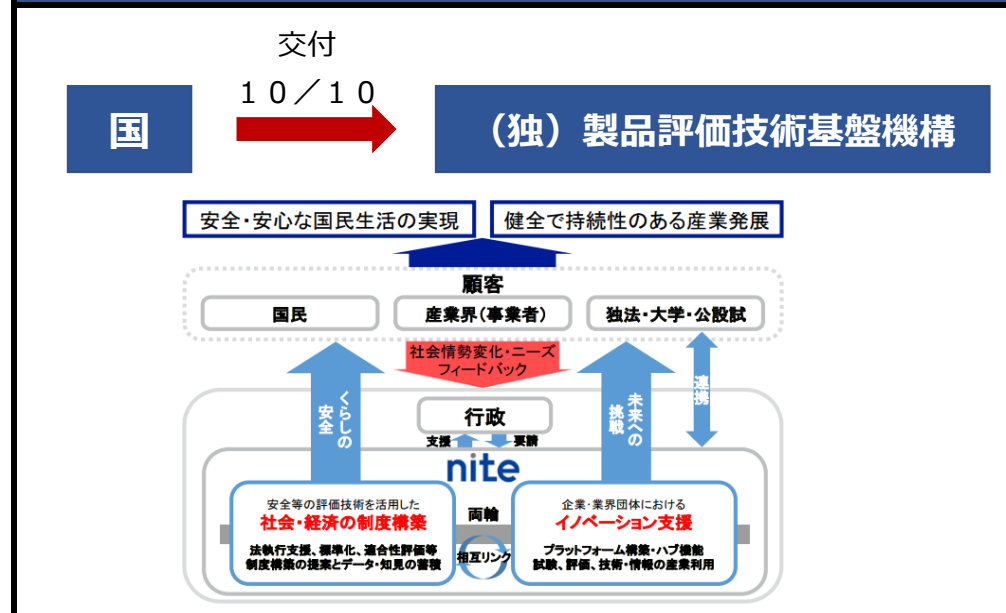 交付
１０／１０
国
（独）製品評価技術基盤機構
安全・安心な国民生活の実現
健全で持続性のある産業発展
顧客
国民
産業界（事業者）
独法・大学・公設試
社会情勢変化・ニーズ
フィードバック
くらしの
安全
未来への
挑戦
連携
行政
支援
要請
nite
安全等の評価技術を活用した
社会・経済の制度構築
法執行支援、標準化、適合性評価等
制度構築の提案とデータ・知見の蓄積
両輪
相互リンク
企業・業界団体における
イノベーション支援
プラットフォーム構築・ハブ機能
試験、評価、技術・情報の産業利用